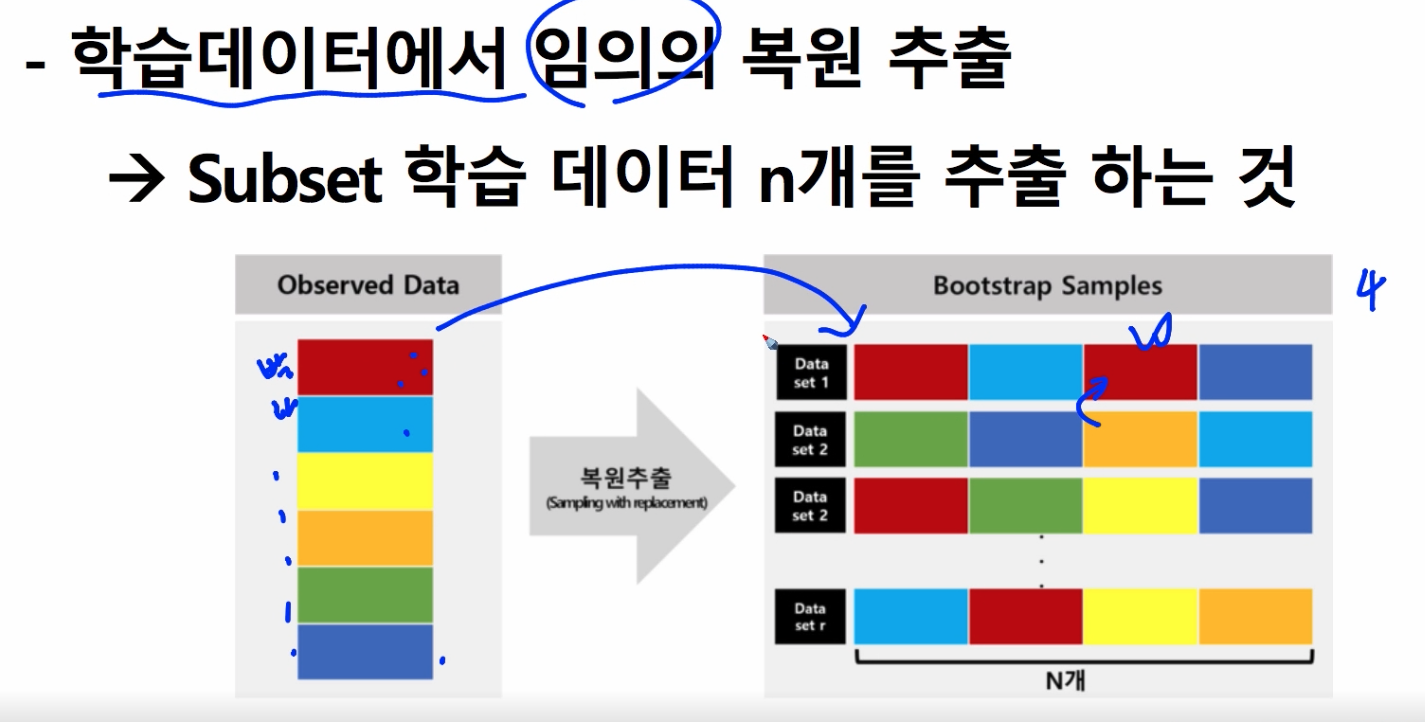 - 학습데이터에서 임의의 복원 추출
→ Subset 학습 데이터 n개를 추출 하는 것
Observed Data
Bootstrap Samples
4
복원추출
(Sampling with replacement)
Data
set 1
Data
set 2
Data
set 2
Data
set r
N개